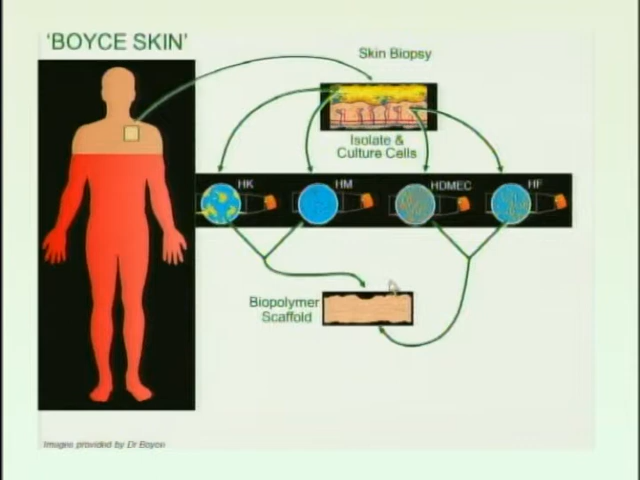 'BOYCE SKIN'
Skin Biopsy
Isolate &
Culture Cells
HK
HM
HDMEC
HF
Biopolymer
Scaffold
Images provided by Dr Boyce